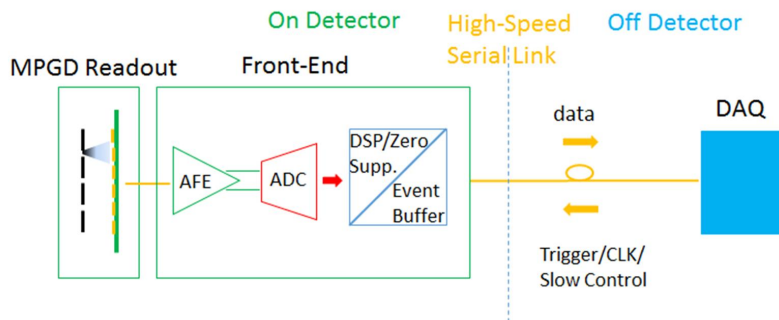 On Detector
High-Speed
Serial Link
Off Detector
MPGD Readout
Front-End
data
DAQ
AFE
ADC
DSP/Zero
Supp.
Event
Buffer
Trigger/CLK/
Slow Control